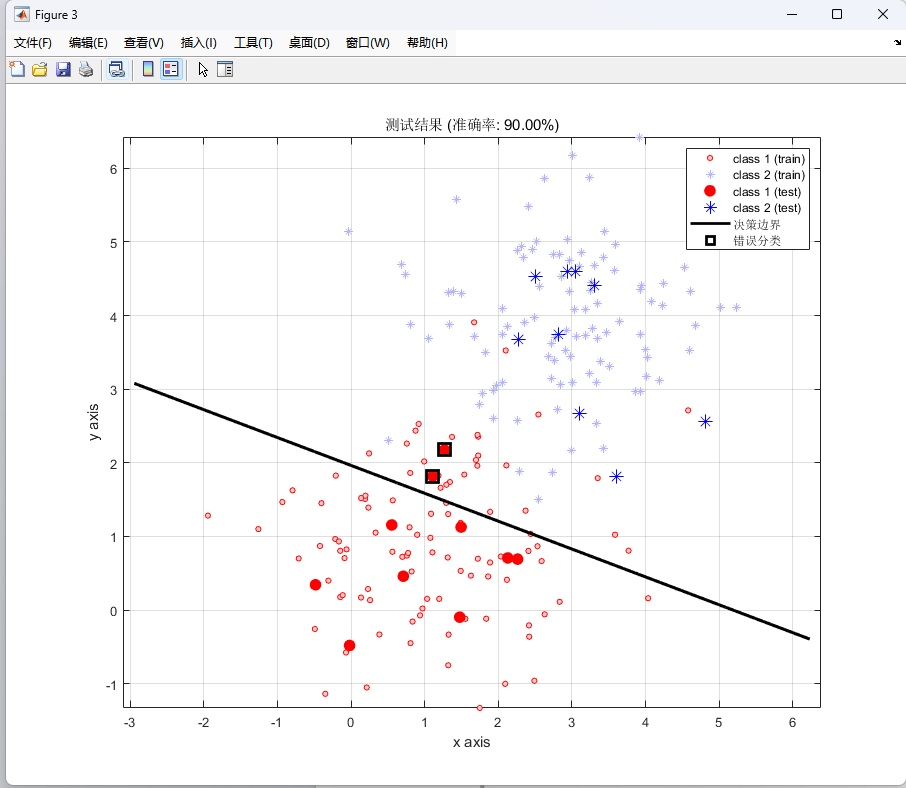 Figure 3
文件(F) 编辑(E) 查看(V) 插入(I) 工具(T) 桌面(D) 窗口(W) 帮助(H)
测试结果 (准确率: 90.00%)
class 1 (train)
class 2 (train)
class 1 (test)
class 2 (test)
决策边界
错误分类
6
5
4
3
2
1
0
-1
y axis
-3 -2 -1 0 1 2 3 4 5 6
x axis